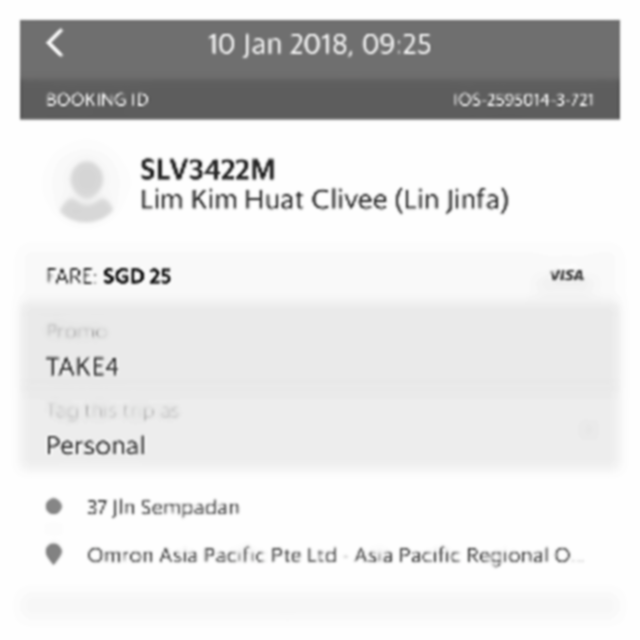 10 Jan 2018, 09:25
BOOKING ID IOS-2595014-3-721
SLV3422M
Lim Kim Huat Clivee (Lin Jinfa)
FARE: SGD 25 VISA
Promo
TAKE4
Tag this trip as
Personal
37 Jln Sempadan
Omron Asia Pacific Pte Ltd - Asia Pacific Regional O...